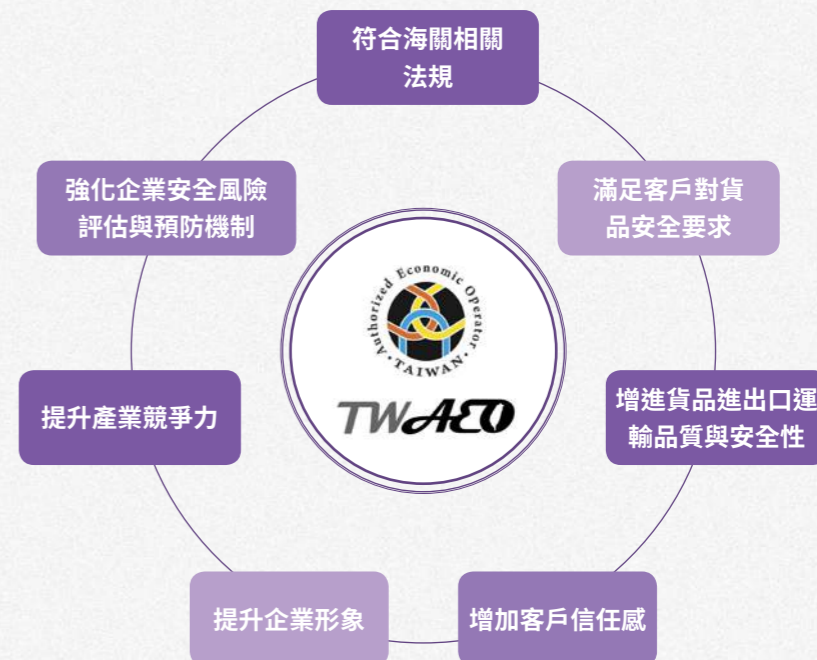 符合海關相關
法規
滿足客戶對貨
品安全要求
增進貨品進出口運
輸品質與安全性
增加客戶信任感
提升企業形象
提升產業競爭力
強化企業安全風險
評估與預防機制
Authorized Economic Operator
· TAIWAN ·
TWAEO